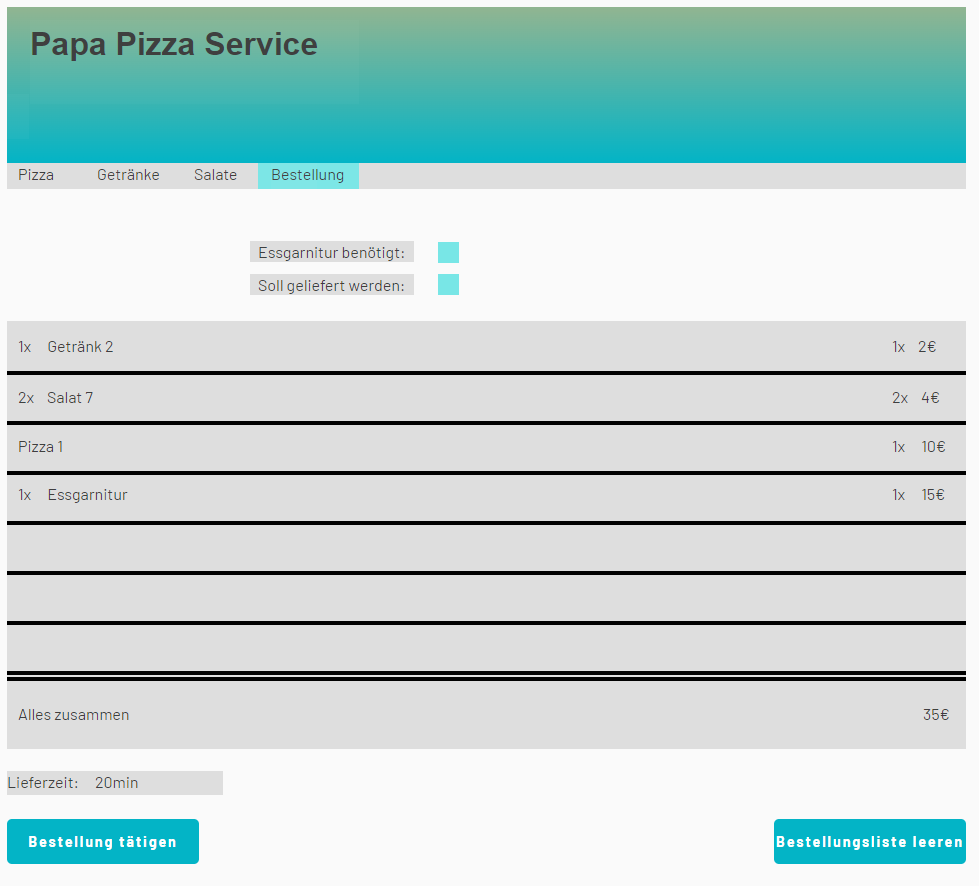 Papa Pizza Service
Pizza Getränke Salate Bestellung
Essgarnitur benötigt:
Soll geliefert werden:
1x Getränk 2 1x 2€
2x Salat 7 2x 4€
Pizza 1 1x 10€
1x Essgarnitur 1x 15€
Alles zusammen 35€
Lieferzeit: 20min
Bestellung tätigen Bestellungsliste leeren